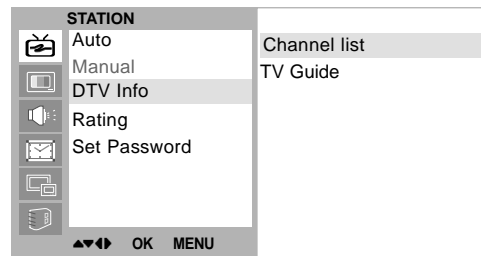 STATION
Auto
Manual
DTV Info
Rating
Set Password
Channel list
TV Guide
▲▼◀▶ OK MENU